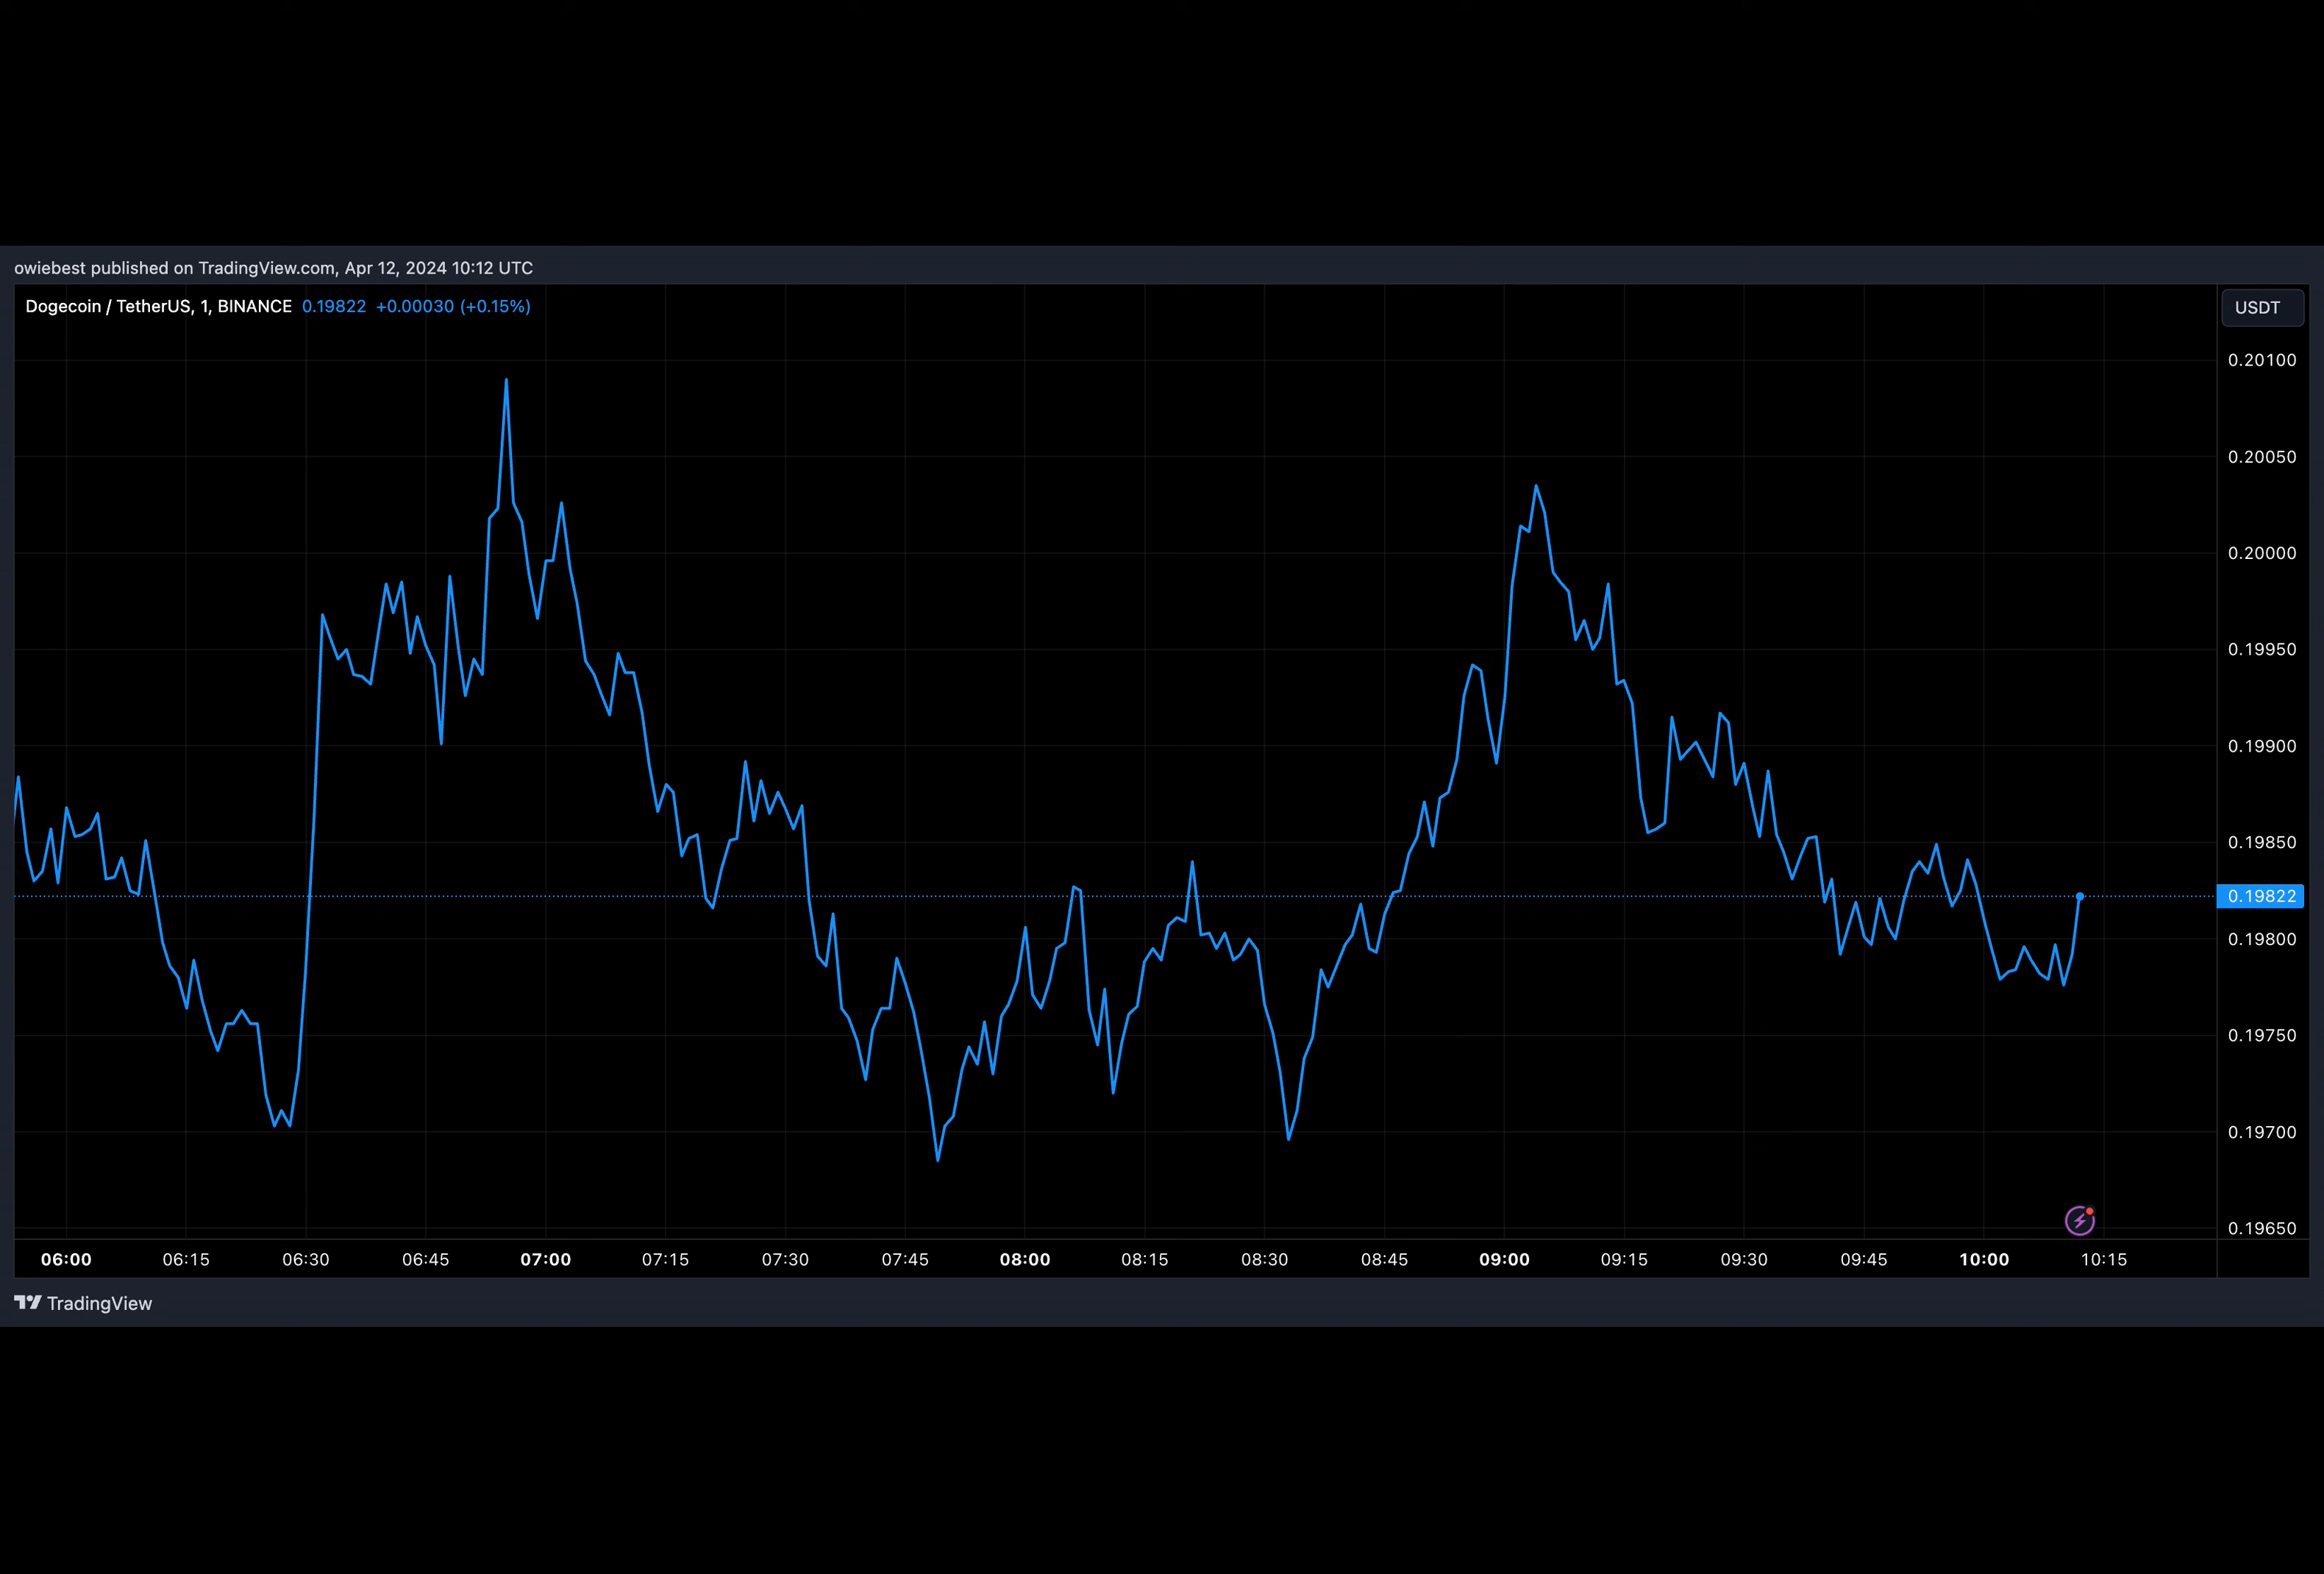 owiebest published on TradingView.com, Apr 12, 2024 10:12 UTC
Dogecoin / TetherUS, 1, BINANCE 0.19822 +0.00030 (+0.15%)
USDT
0.20100
0.20050
0.20000
0.19950
0.19900
0.19850
0.19822
0.19800
0.19750
0.19700
0.19650
06:00 06:15 06:30 06:45 07:00 07:15 07:30 07:45 08:00 08:15 08:30 08:45 09:00 09:15 09:30 09:45 10:00 10:15
TradingView